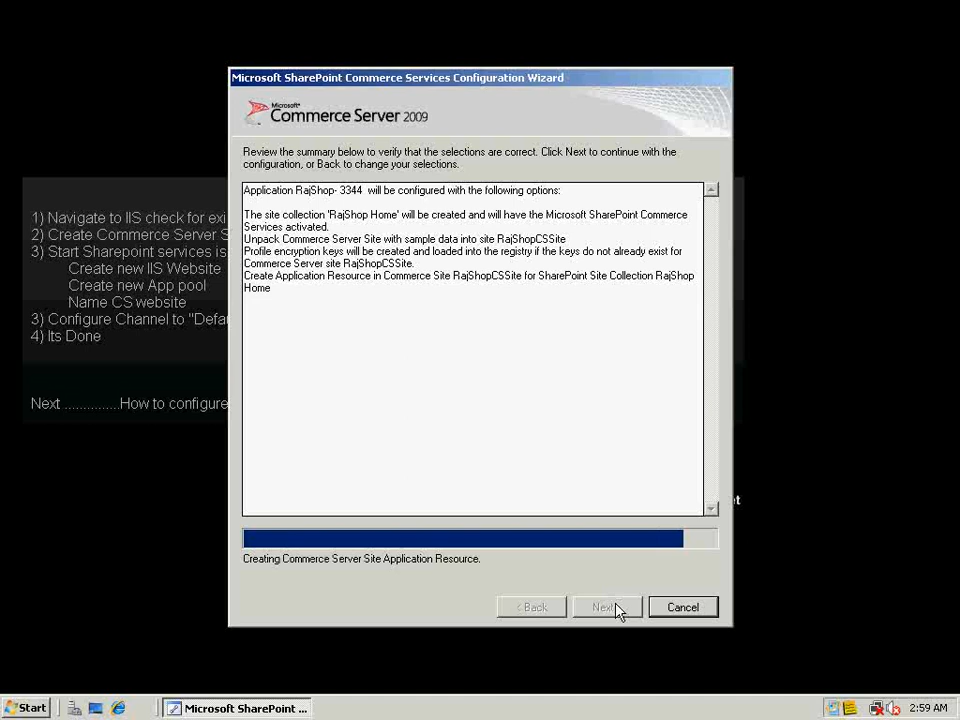 Microsoft SharePoint Commerce Services Configuration Wizard
Microsoft®
Commerce Server 2009
Review the summary below to verify that the selections are correct. Click Next to continue with the
configuration, or Back to change your selections.
Application RajShop- 3344 will be configured with the following options:
The site collection 'RajShop Home' will be created and will have the Microsoft SharePoint Commerce
Services activated.
Unpack Commerce Server Site with sample data into site RajShopCSSite
Profile encryption keys will be created and loaded into the registry if the keys do not already exist for
Commerce Server site RajShopCSSite.
Create Application Resource in Commerce Site RajShopCSSite for SharePoint Site Collection RajShop
Home
Creating Commerce Server Site Application Resource.
< Back
Next
Cancel
1) Navigate to IIS check for exi
2) Create Commerce Server S
3) Start Sharepoint services is
Create new IIS Website
Create new App pool
Name CS website
3) Configure Channel to "Defa
4) Its Done
Next ...............How to configure
et
Start
Microsoft SharePoint ...
2:59 AM